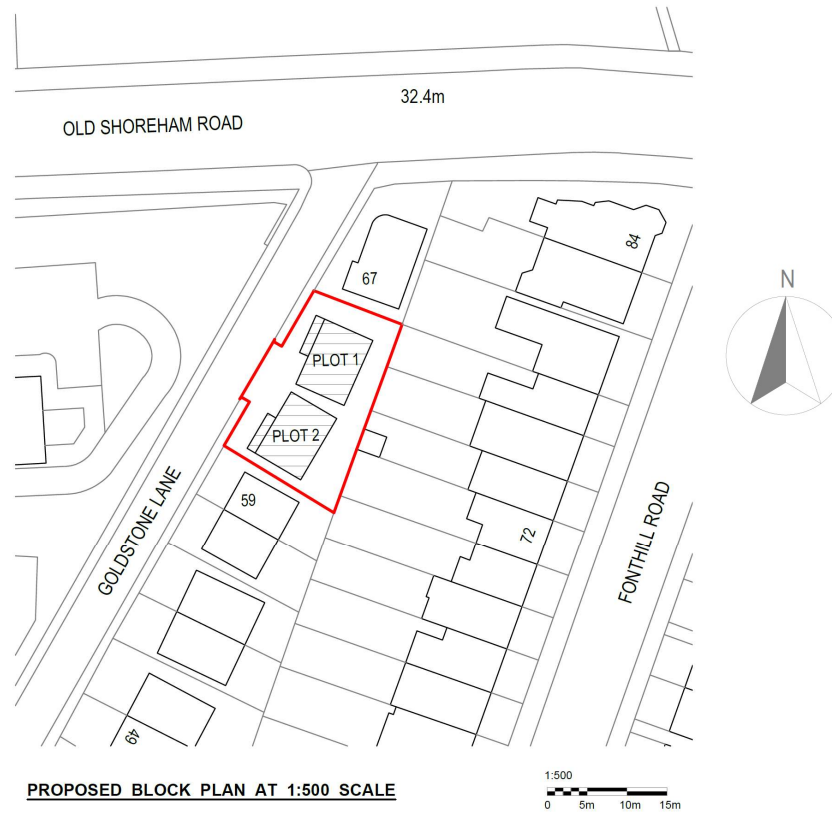 32.4m
OLD SHOREHAM ROAD
84
67
N
PLOT 1
PLOT 2
59
72
GOLDSTONE LANE
FONTHILL ROAD
49
PROPOSED BLOCK PLAN AT 1:500 SCALE
1:500
0 5m 10m 15m